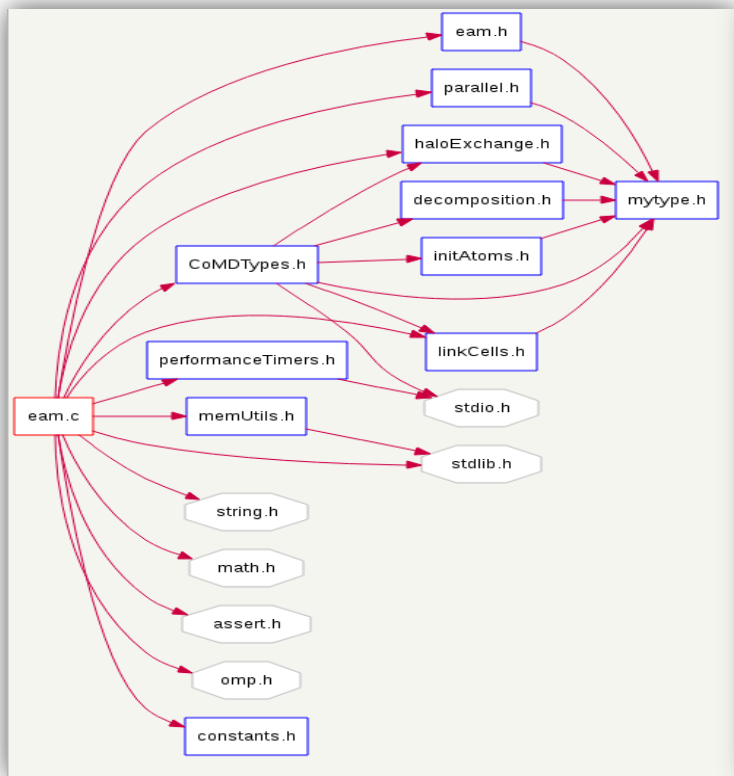 eam.h
parallel.h
haloExchange.h
decomposition.h
mytype.h
CoMDTypes.h
initAtoms.h
linkCells.h
performanceTimers.h
stdio.h
eam.c
memUtils.h
stdlib.h
string.h
math.h
assert.h
omp.h
constants.h